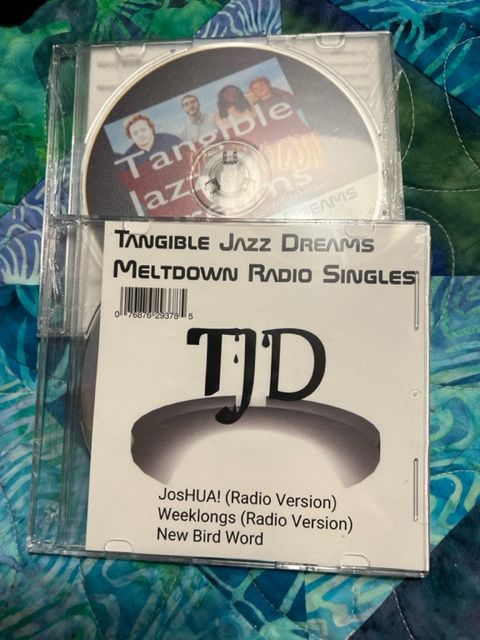 Tangible
Jazz
DREAMS
TANGIBLE JAZZ DREAMS
MELTDOWN RADIO SINGLES
0 76876 29378 5
TJD
JosHUA! (Radio Version)
Weeklongs (Radio Version)
New Bird Word